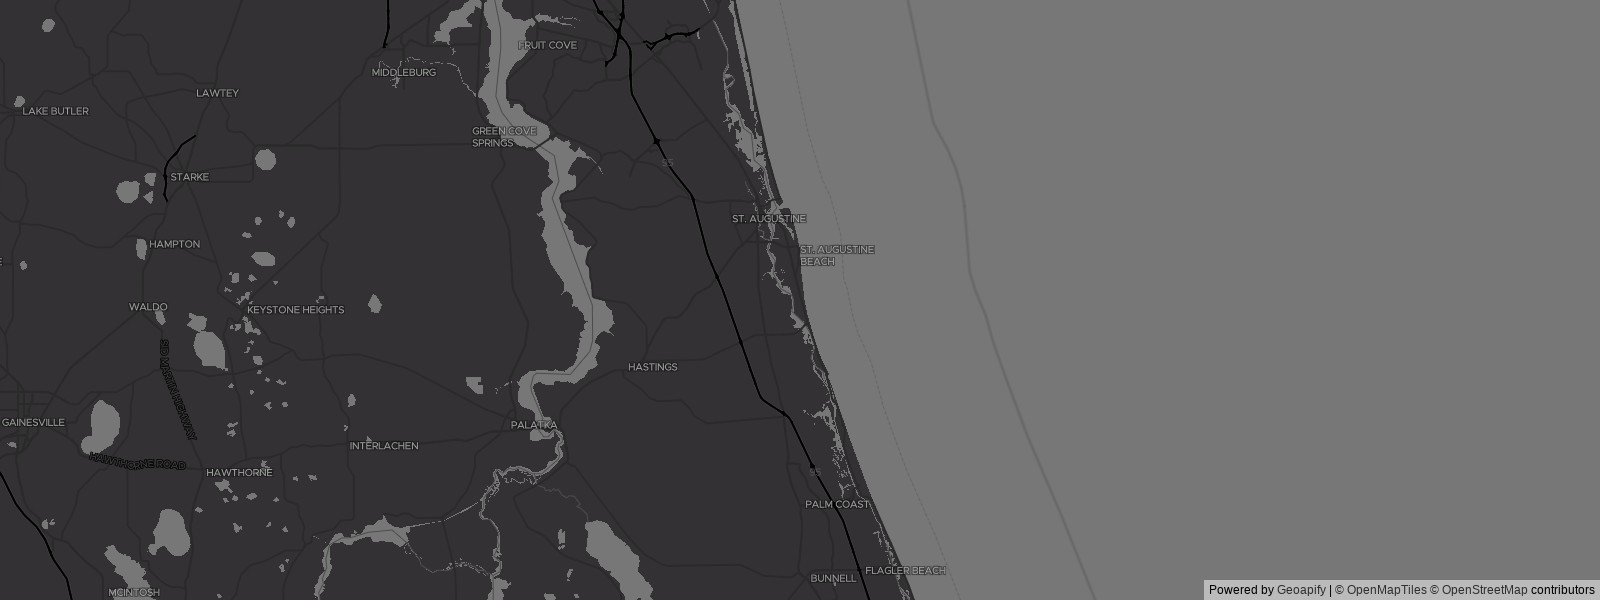 FRUIT COVE
MIDDLEBURG
LAWTEY
LAKE BUTLER
GREEN COVE
SPRINGS
95
STARKE
ST. AUGUSTINE
HAMPTON
ST. AUGUSTINE
BEACH
WALDO
KEYSTONE HEIGHTS
SID MARTIN HIGHWAY
HASTINGS
GAINESVILLE
PALATKA
INTERLACHEN
HAWTHORNE ROAD
HAWTHORNE
95
PALM COAST
FLAGLER BEACH
BUNNELL
MCINTOSH
Powered by Geoapify | © OpenMapTiles © OpenStreetMap contributors